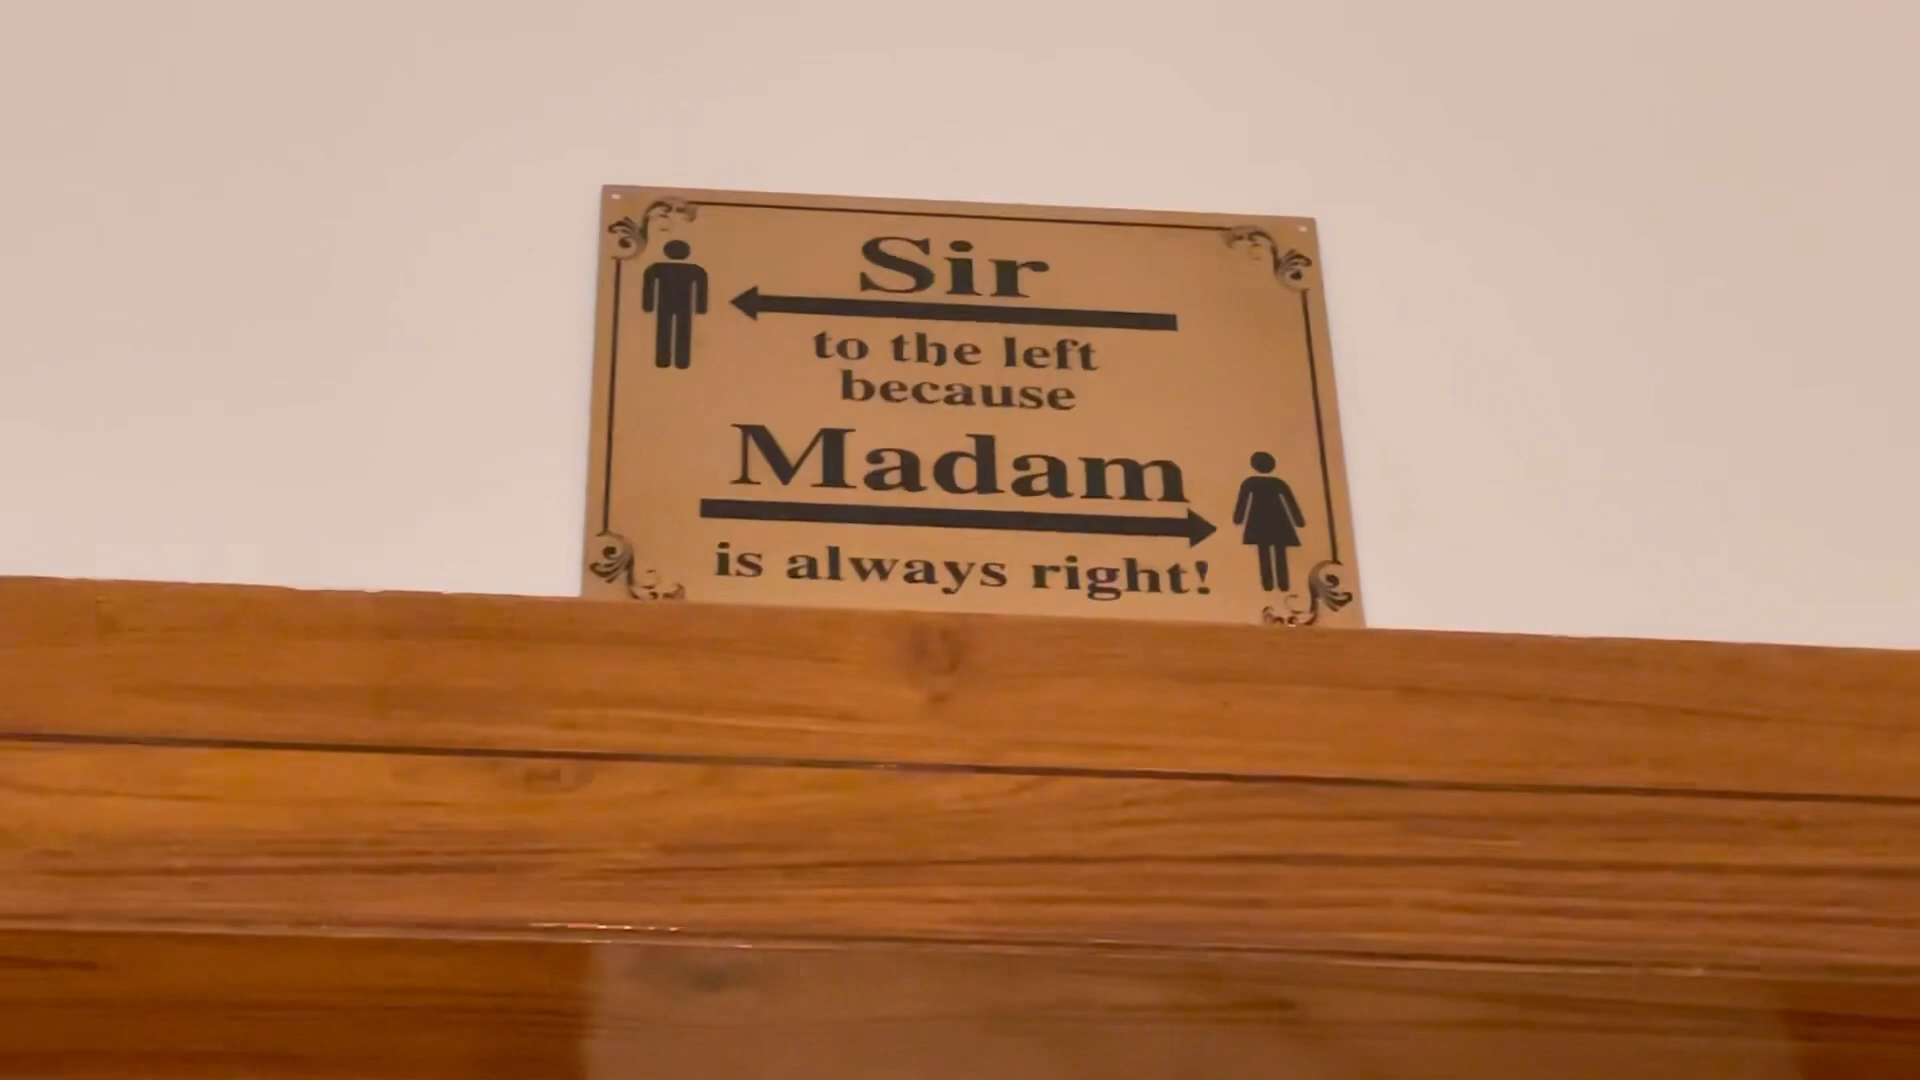 Sir
to the left
because
Madam
is always right!